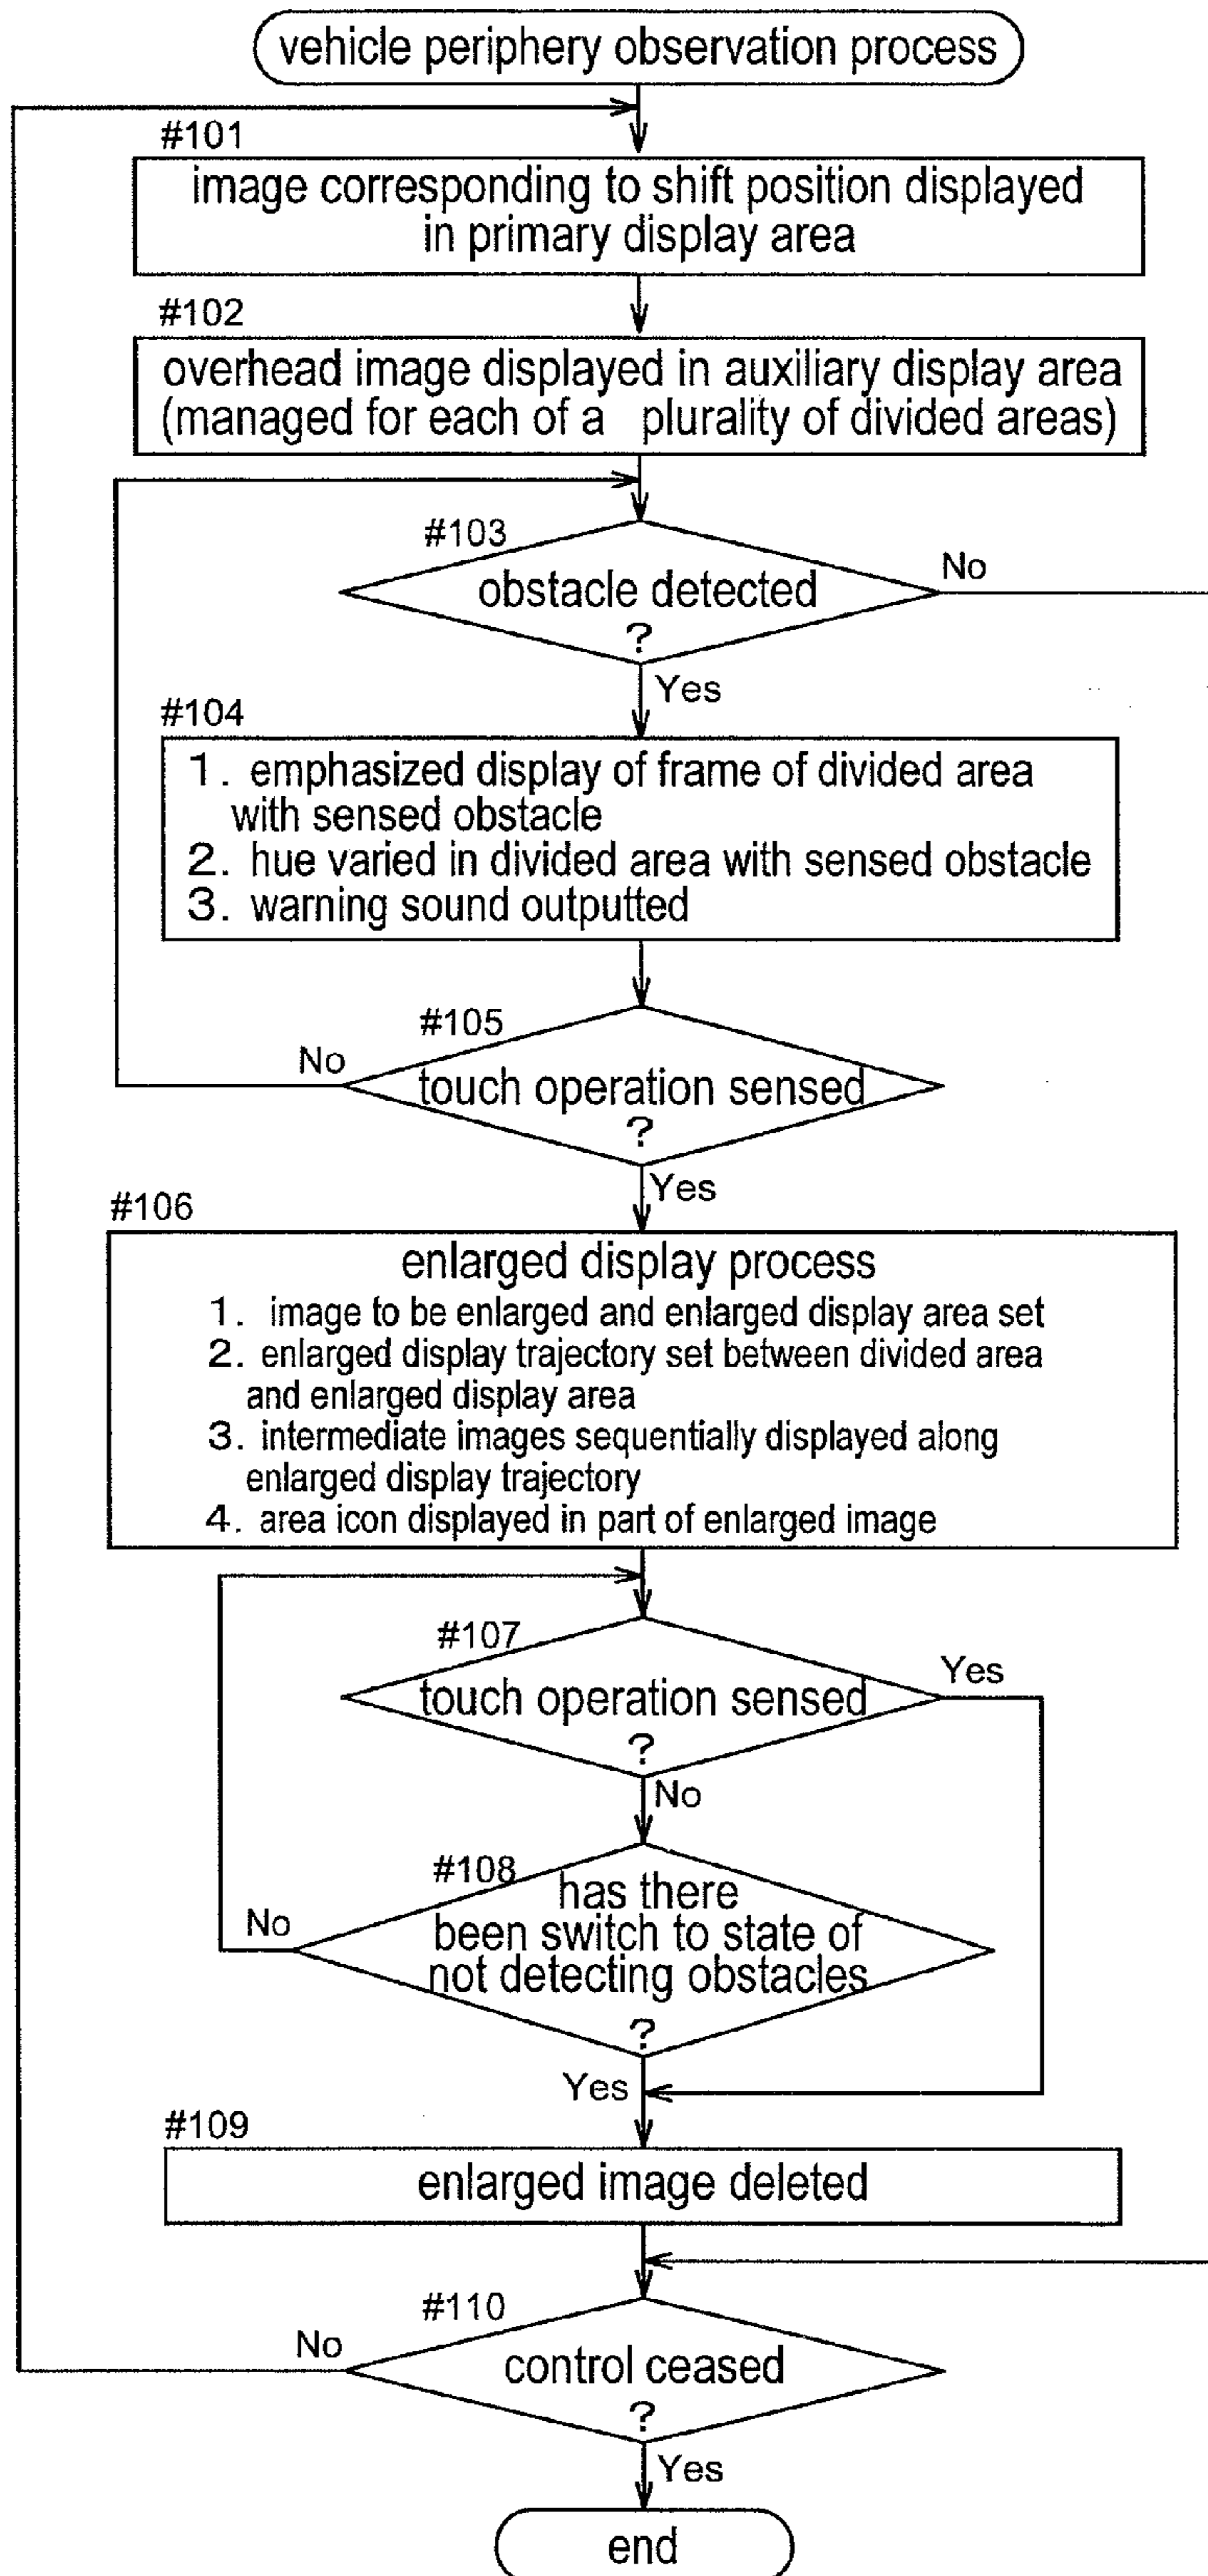 vehicle periphery observation process
#101
image corresponding to shift position displayed
in primary display area
#102
overhead image displayed in auxiliary display area
(managed for each of a plurality of divided areas)
#103
obstacle detected
?
No
Yes
#104
1. emphasized display of frame of divided area
with sensed obstacle
2. hue varied in divided area with sensed obstacle
3. warning sound outputted
#105
No
touch operation sensed
?
Yes
#106
enlarged display process
1. image to be enlarged and enlarged display area set
2. enlarged display trajectory set between divided area
and enlarged display area
3. intermediate images sequentially displayed along
enlarged display trajectory
4. area icon displayed in part of enlarged image
#107
Yes
touch operation sensed
?
No
#108
has there
No
been switch to state of
not detecting obstacles
?
Yes
#109
enlarged image deleted
#110
No
control ceased
?
Yes
end